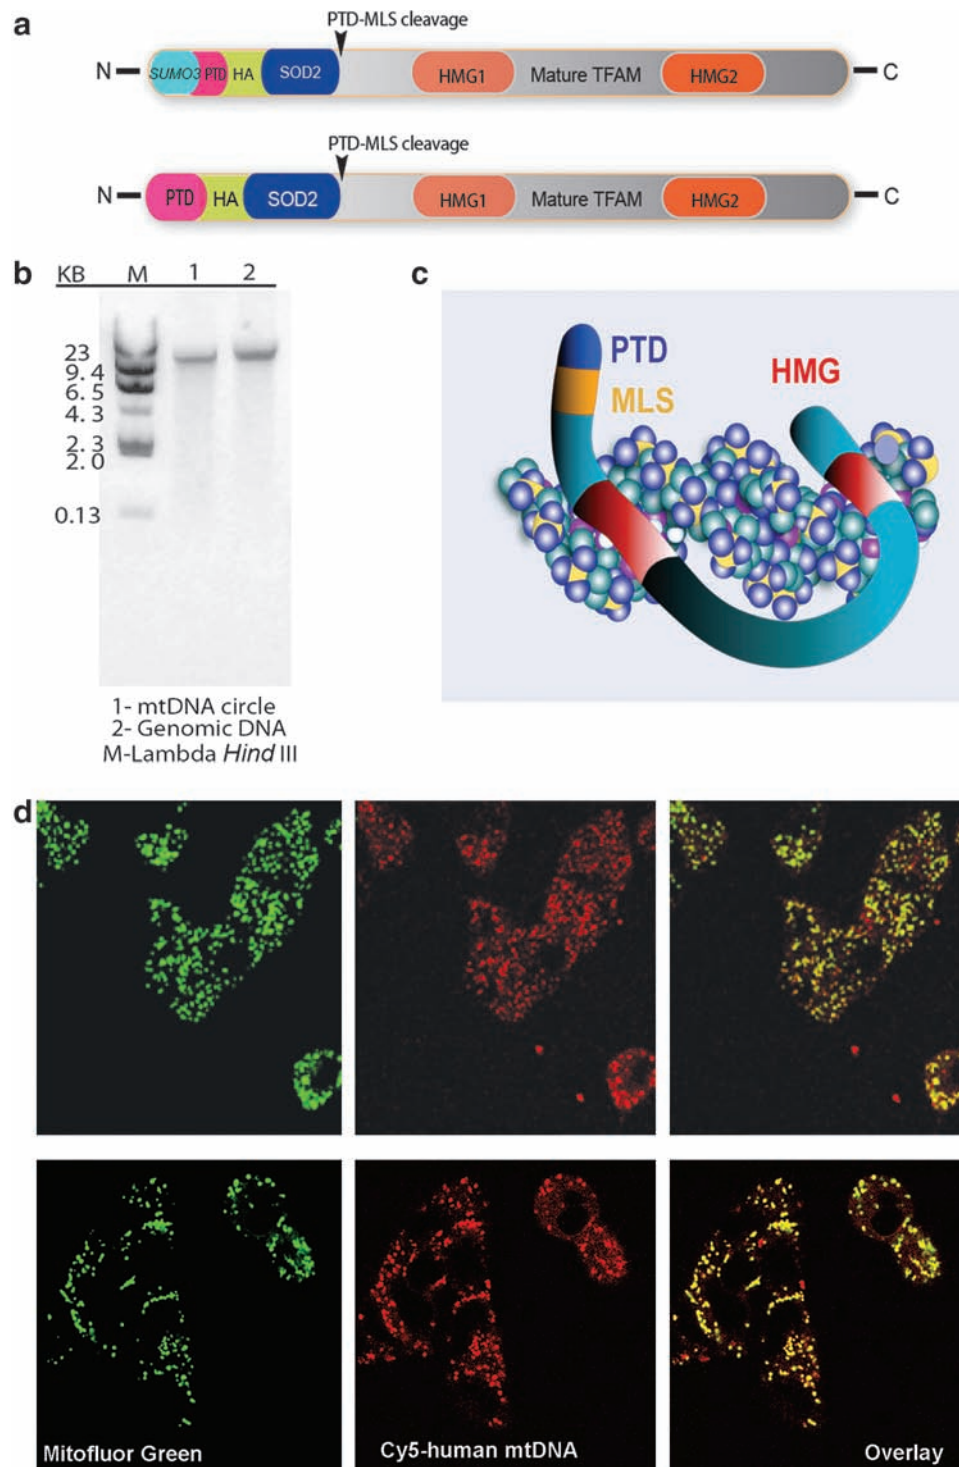 a
PTD-MLS cleavage
N
SUMO3 PTD HA SOD2 HMG1 Mature TFAM HMG2
C
PTD-MLS cleavage
N
PTD HA SOD2 HMG1 Mature TFAM HMG2
C
b
KB M 1 2
23
9.4
6.5
4.3
2.3
2.0
0.13
1- mtDNA circle
2- Genomic DNA
M-Lambda Hind III
c
PTD
MLS
HMG
d
Mitofluor Green
Cy5-human mtDNA
Overlay